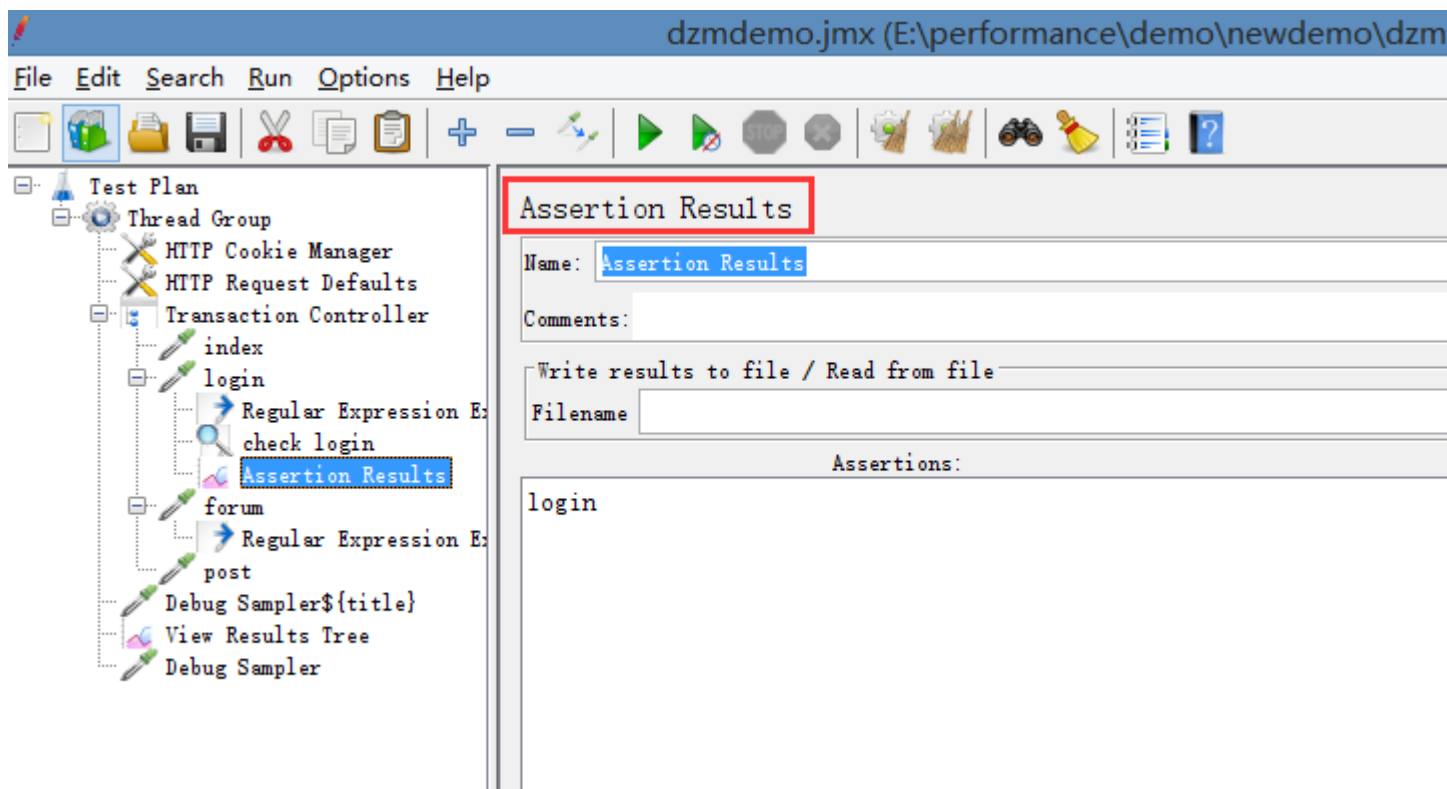 dzmdemo.jmx (E:\performance\demo\newdemo\dzm
File Edit Search Run Options Help
STOP
?
Test Plan
Thread Group
HTTP Cookie Manager
HTTP Request Defaults
Transaction Controller
index
login
Regular Expression E
check login
Assertion Results
forum
Regular Expression E
post
Debug Sampler${title}
View Results Tree
Debug Sampler
Assertion Results
Name: Assertion Results
Comments:
Write results to file / Read from file
Filename
Assertions:
login